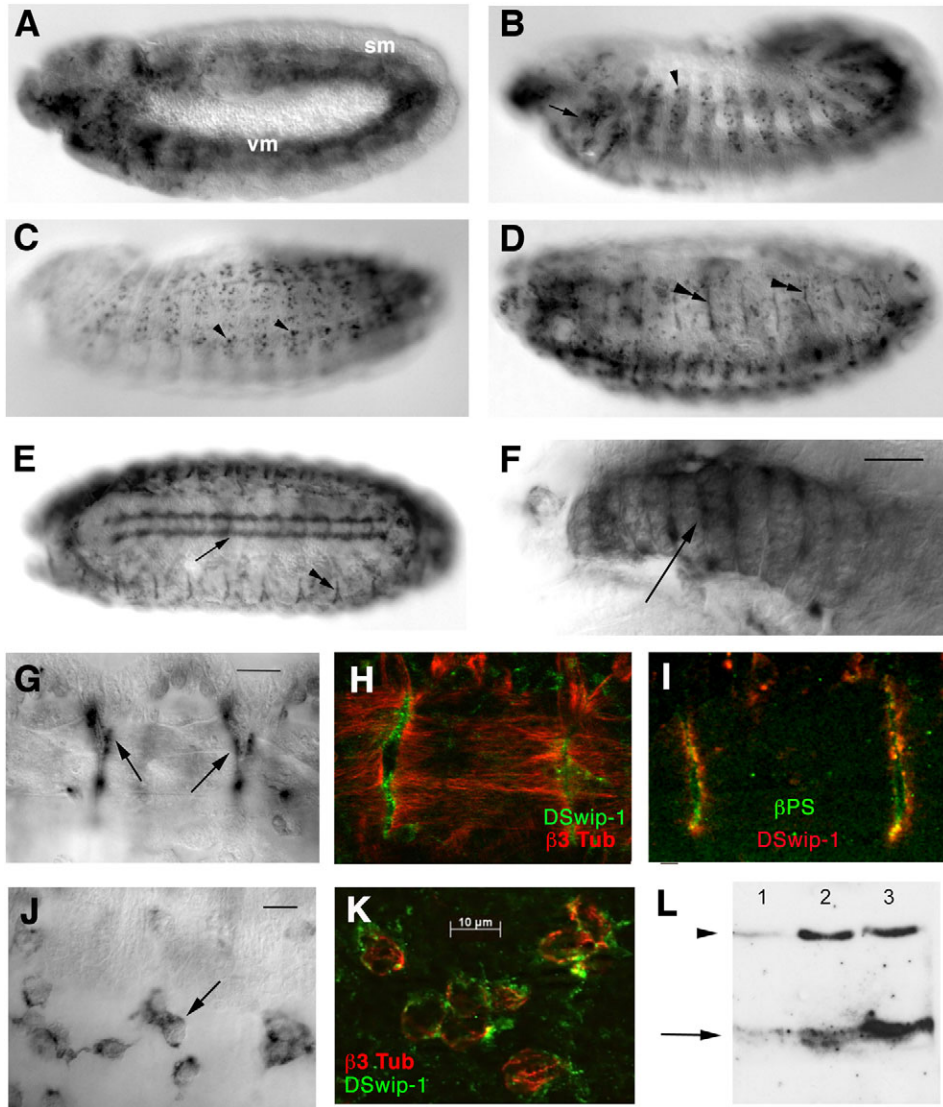 A
sm
vm
B
C
D
E
F
G
H
DSwip-1
β3 Tub
I
βPS
DSwip-1
J
K
10 µm
β3 Tub
DSwip-1
L
1 2 3